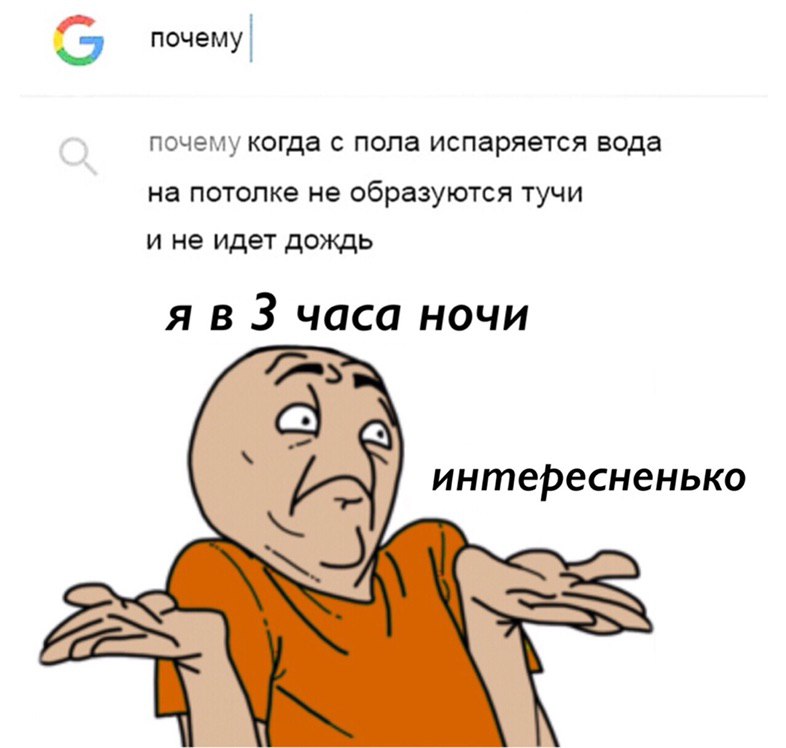 почему
почему когда с пола испаряется вода
на потолке не образуются тучи
и не идет дождь
я в 3 часа ночи
интересненько